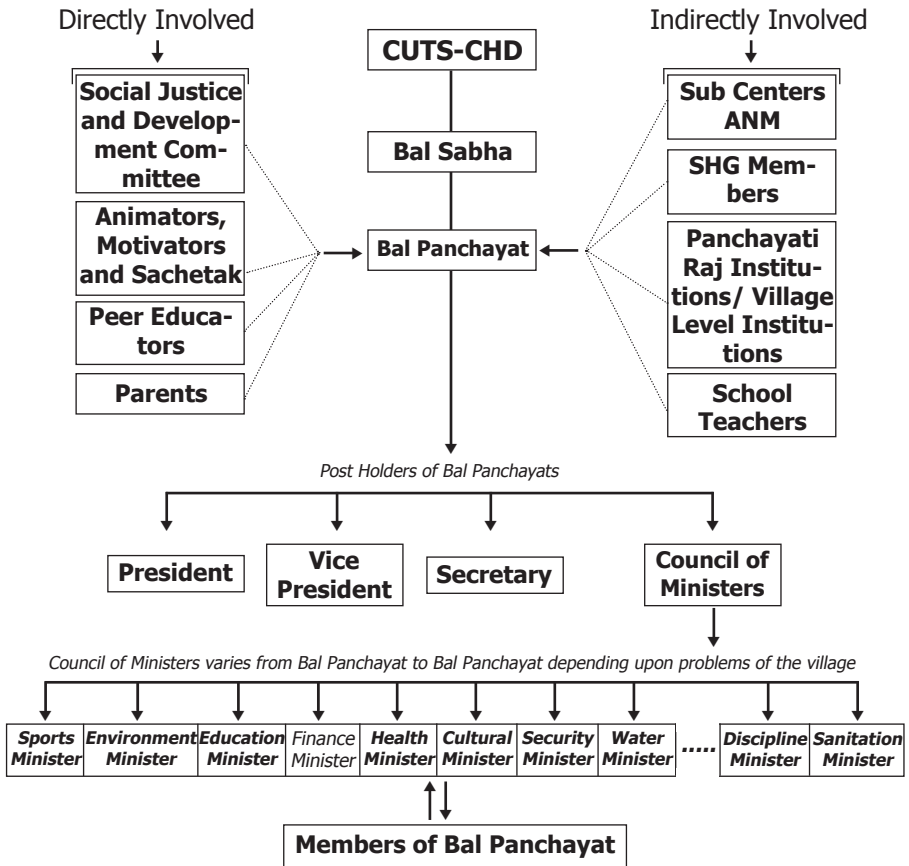 Directly Involved
Social Justice
and Develop-
ment Com-
mittee
Animators,
Motivators
and Sachetak
Peer Educa-
tors
Parents
CUTS-CHD
Bal Sabha
Bal Panchayat
Indirectly Involved
Sub Centers
ANM
SHG Mem-
bers
Panchayati
Raj Institu-
tions/ Village
Level Institu-
tions
School
Teachers
Post Holders of Bal Panchayats
President
Vice
President
Secretary
Council of
Ministers
Council of Ministers varies from Bal Panchayat to Bal Panchayat depending upon problems of the village
Sports
Minister
Environment
Minister
Education
Minister
Finance
Minister
Health
Minister
Cultural
Minister
Security
Minister
Water
Minister
.....
Discipline
Minister
Sanitation
Minister
Members of Bal Panchayat